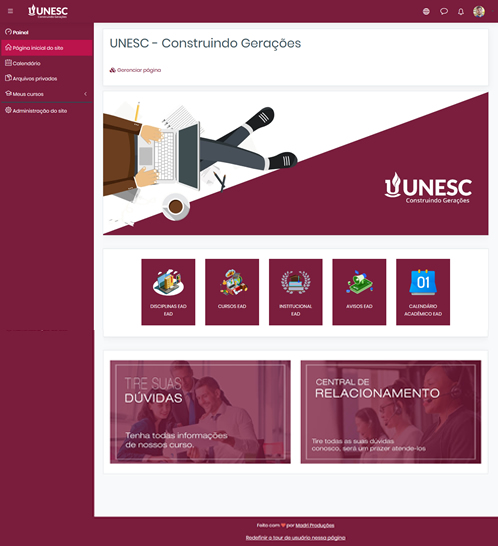 UNESC
Construindo Gerações
Painel
Página inicial do site
Calendário
Arquivos privados
Meus cursos
Administração do site
UNESC - Construindo Gerações
Gerenciar página
UNESC
Construindo Gerações
DISCIPLINAS EAD
EAD
CURSOS EAD
INSTITUCIONAL
EAD
AVISOS EAD
01
CALENDÁRIO
ACADÊMICO EAD
TIRE SUAS
DÚVIDAS
Tenha todas informações
de nossos curso.
CENTRAL DE
RELACIONAMENTO
Tire todas as suas dúvidas
conosco, será um prazer atende-los
Feito com ❤ por Madri Produções
Redefinir o tour de usuário nessa página